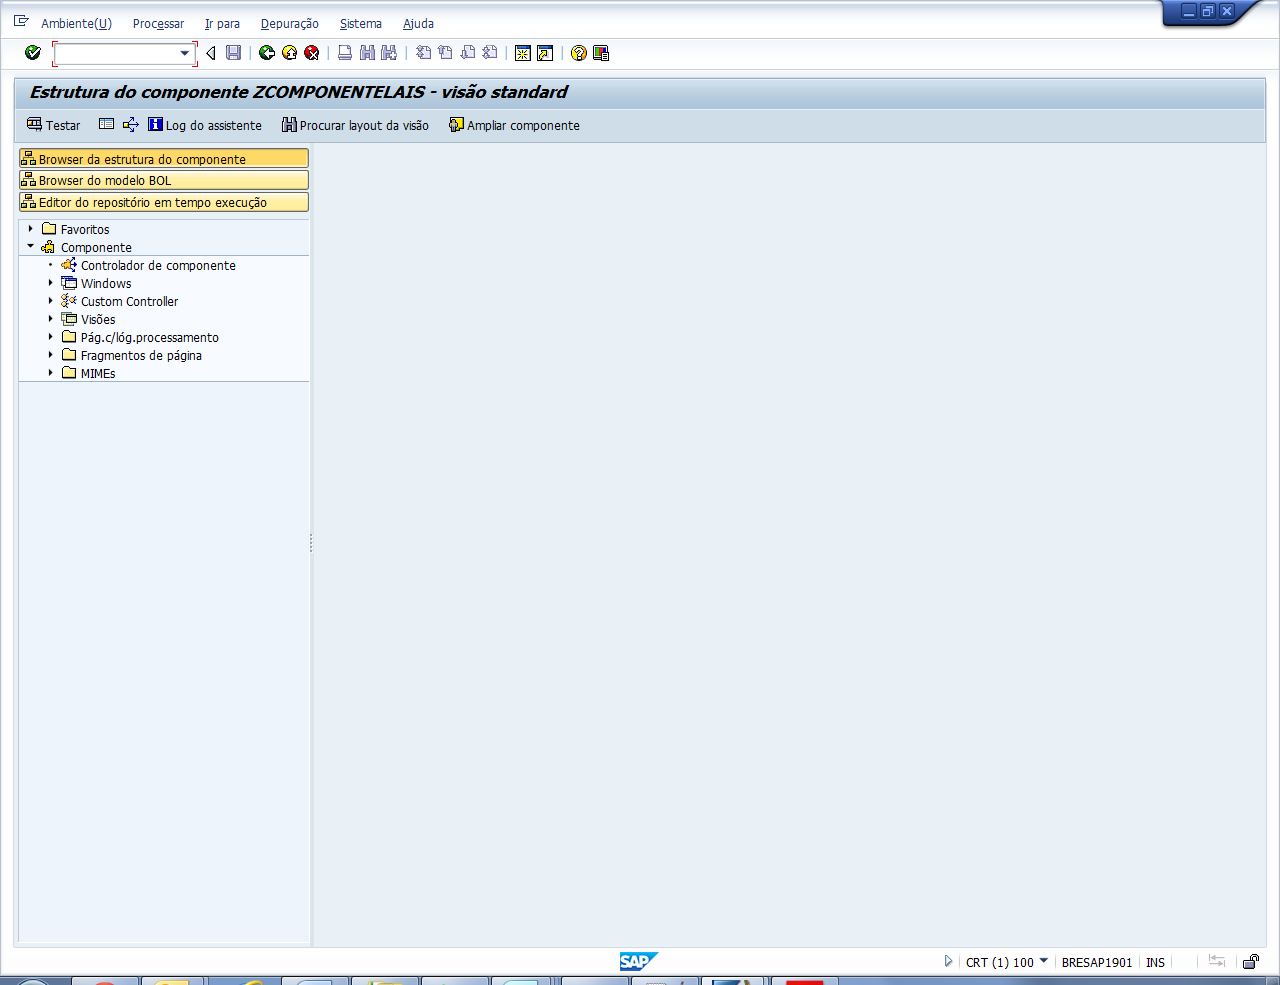 Ambiente(U) Processar Ir para Depuração Sistema Ajuda
Estrutura do componente ZCOMPONENTELAIS - visão standard
Testar Log do assistente Procurar layout da visão Ampliar componente
Browser da estrutura do componente
Browser do modelo BOL
Editor do repositório em tempo execução
Favoritos
Componente
Controlador de componente
Windows
Custom Controller
Visões
Pág.c/lóg.processamento
Fragmentos de página
MIMEs
SAP CRT (1) 100 BRESAP1901 INS